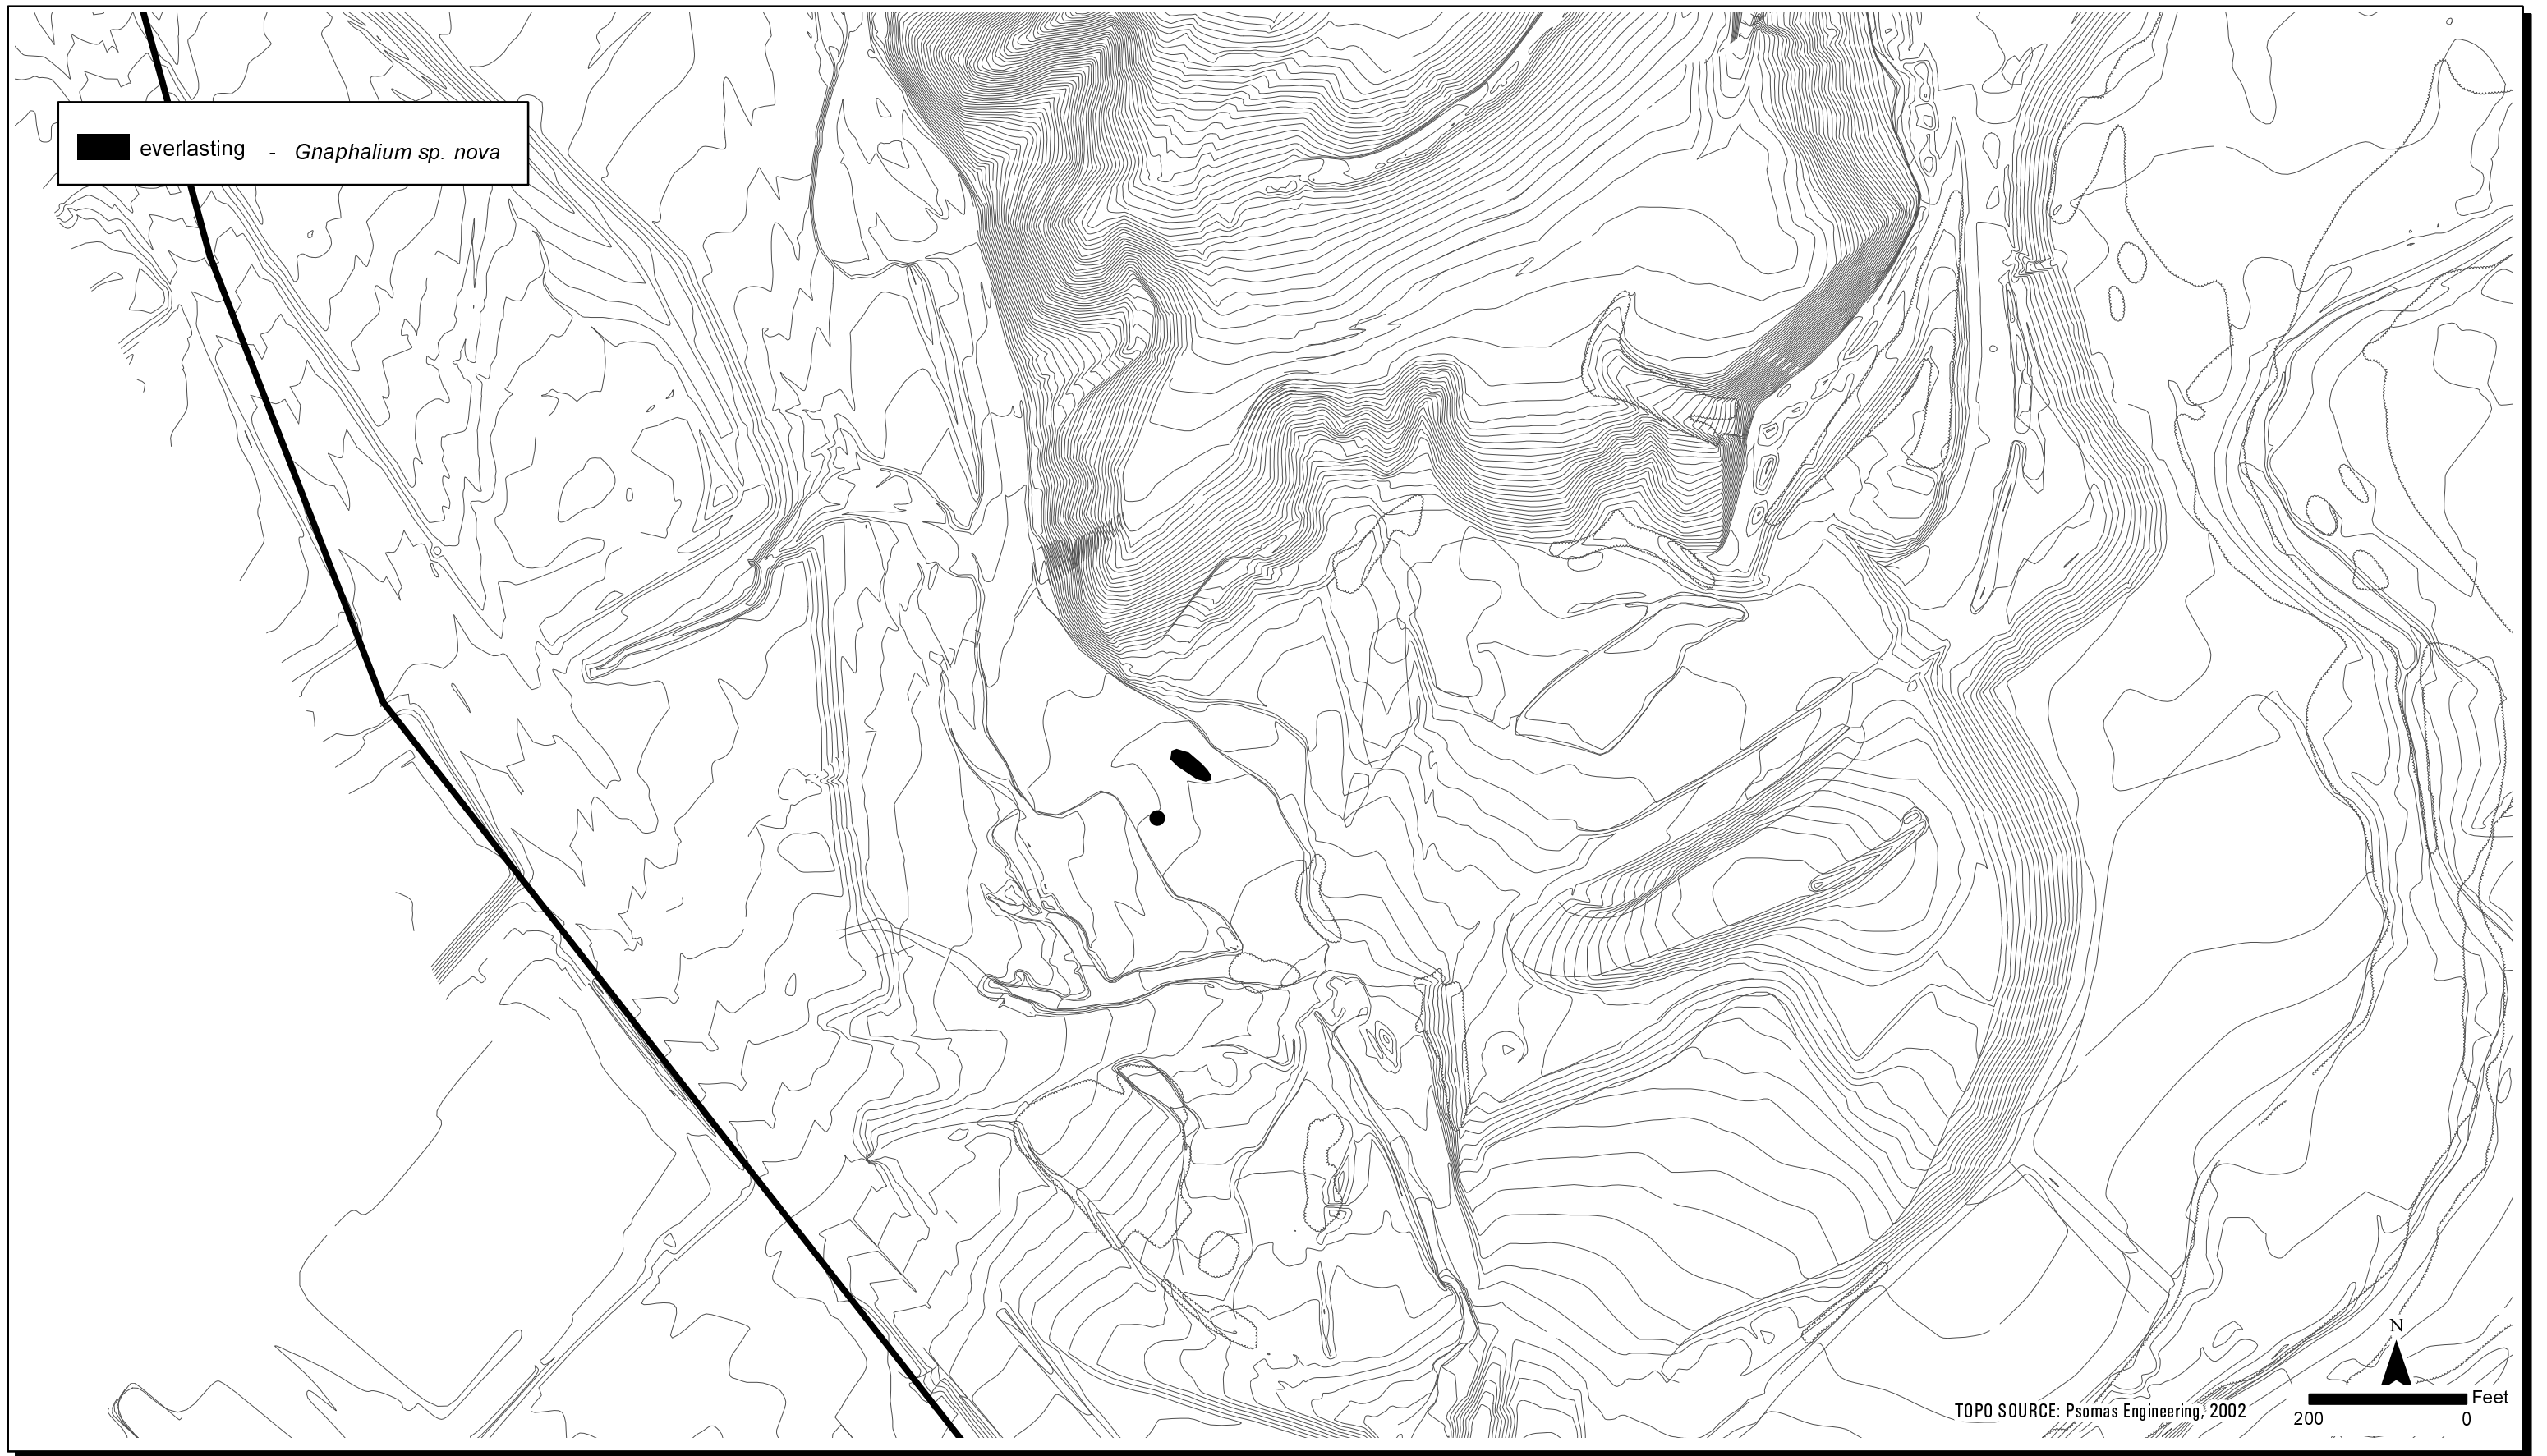 everlasting - Gnaphalium sp. nova
N
Feet
TOPO SOURCE: Psomas Engineering, 2002
200 0